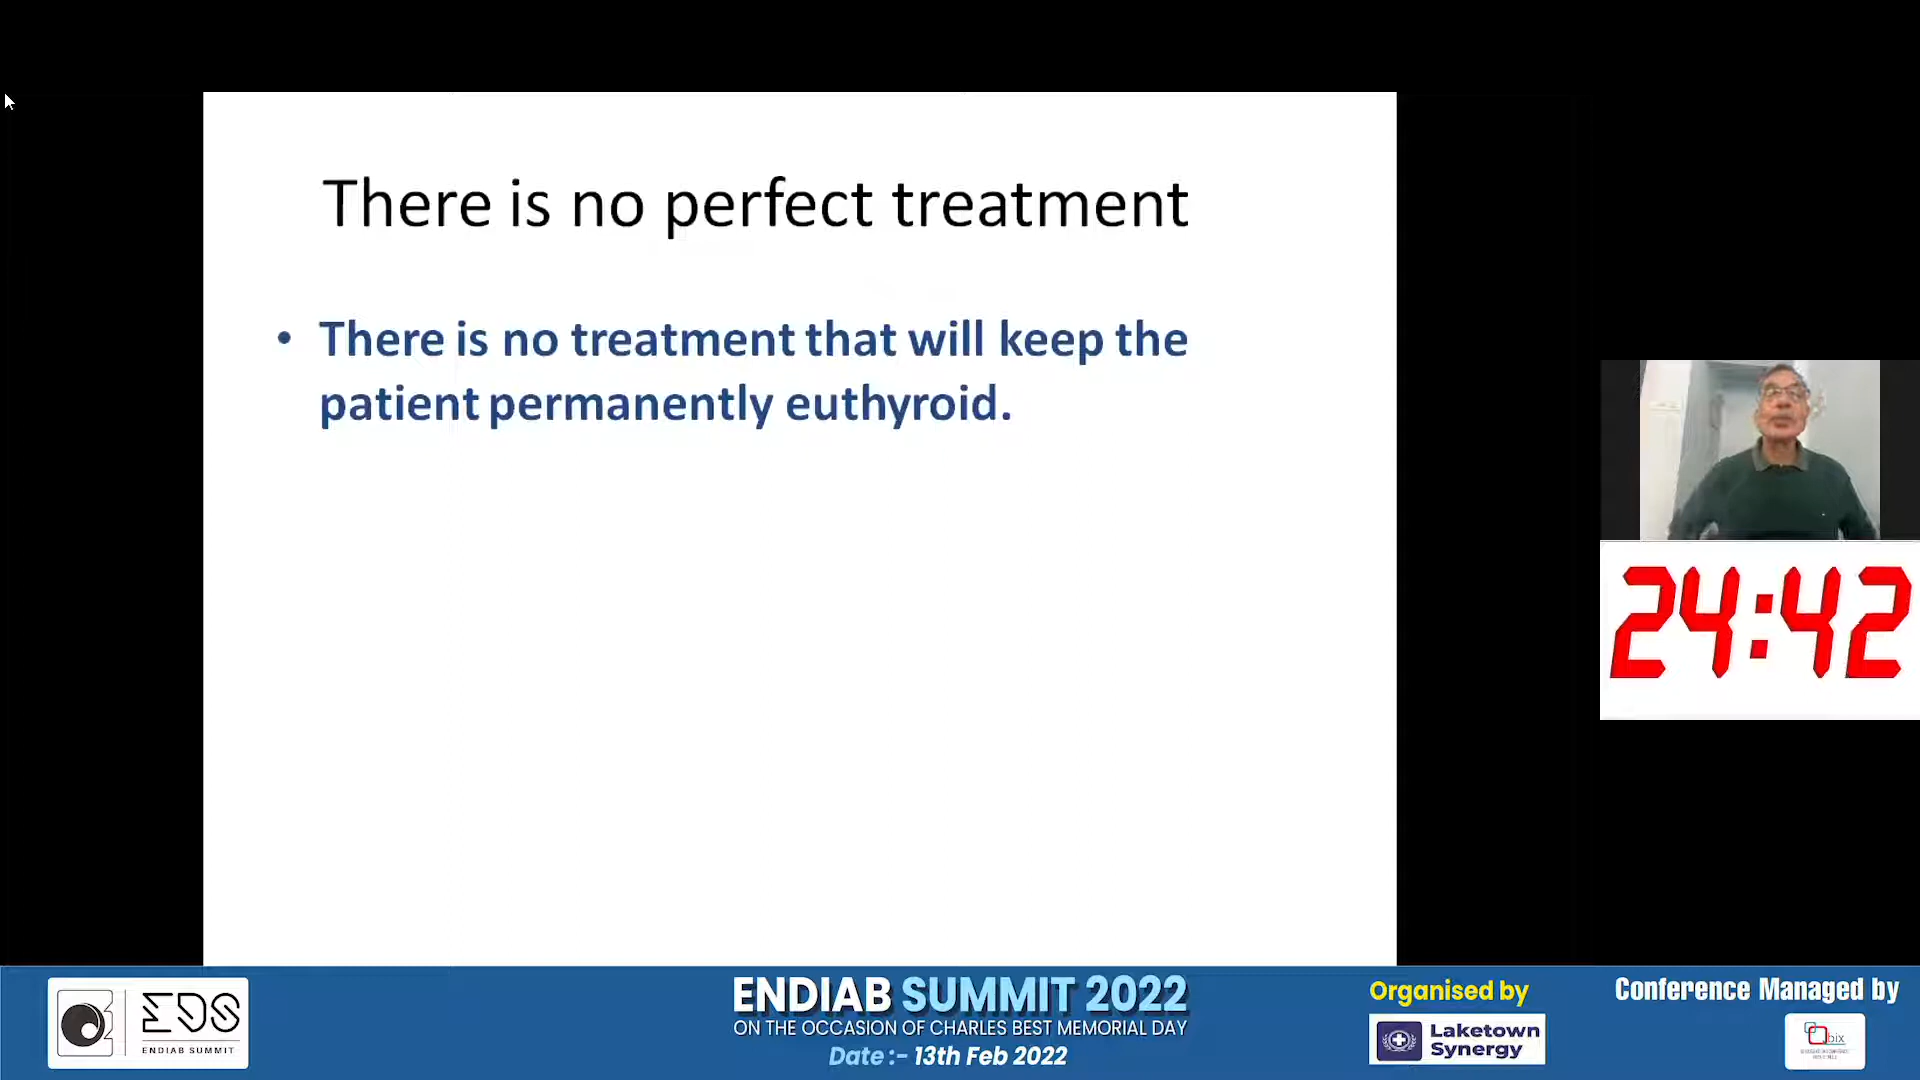 There is no perfect treatment
• There is no treatment that will keep the
patient permanently euthyroid.
24:42
EDS
ENDIAB SUMMIT
ENDIAB SUMMIT 2022
ON THE OCCASION OF CHARLES BEST MEMORIAL DAY
Date :- 13th Feb 2022
Organised by
Laketown
Synergy
Conference Managed by
bix